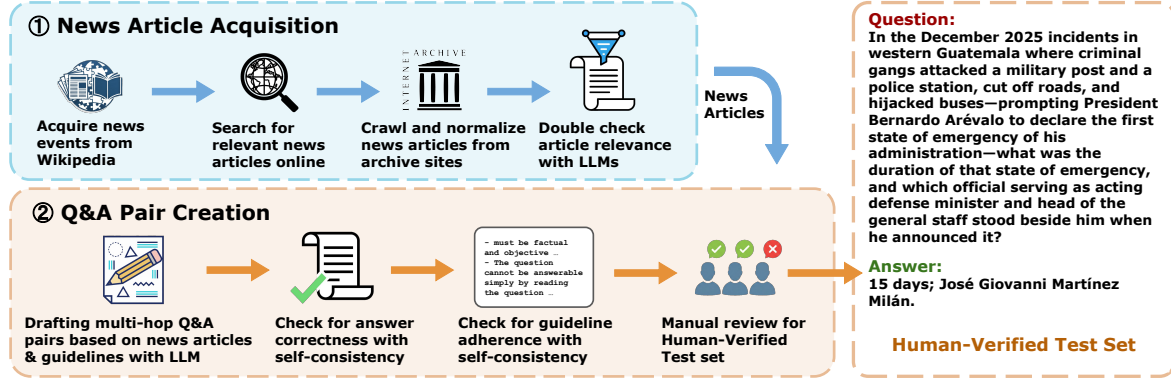 ① News Article Acquisition
INTERNET ARCHIVE
Acquire news
events from
Wikipedia
Search for
relevant news
articles online
Crawl and normalize
news articles from
archive sites
Double check
article relevance
with LLMs
News
Articles
② Q&A Pair Creation
- must be factual
and objective …
- The question
cannot be answerable
simply by reading
the question …
Drafting multi-hop Q&A
pairs based on news articles
& guidelines with LLM
Check for answer
correctness with
self-consistency
Check for guideline
adherence with
self-consistency
Manual review for
Human-Verified
Test set
Question:
In the December 2025 incidents in
western Guatemala where criminal
gangs attacked a military post and a
police station, cut off roads, and
hijacked buses—prompting President
Bernardo Arévalo to declare the first
state of emergency of his
administration—what was the
duration of that state of emergency,
and which official serving as acting
defense minister and head of the
general staff stood beside him when
he announced it?
Answer:
15 days; José Giovanni Martínez
Milán.
Human-Verified Test Set